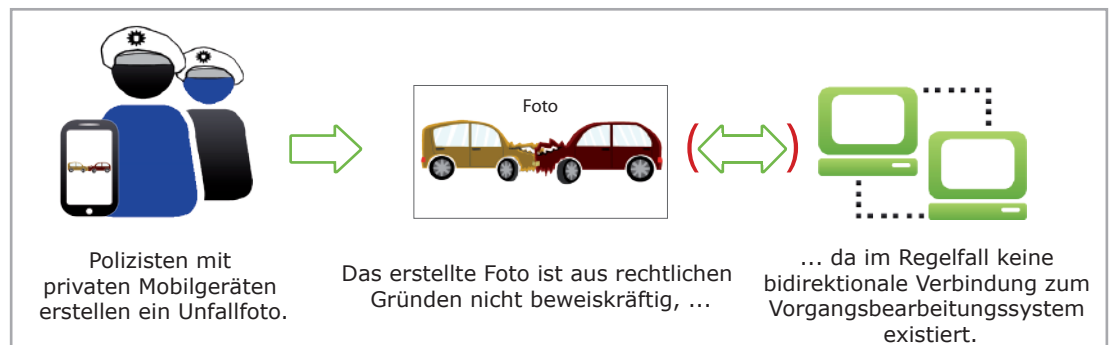 Foto
Polizisten mit
privaten Mobilgeräten
erstellen ein Unfallfoto.
Das erstellte Foto ist aus rechtlichen
Gründen nicht beweiskräftig, ...
... da im Regelfall keine
bidirektionale Verbindung zum
Vorgangsbearbeitungssystem
existiert.